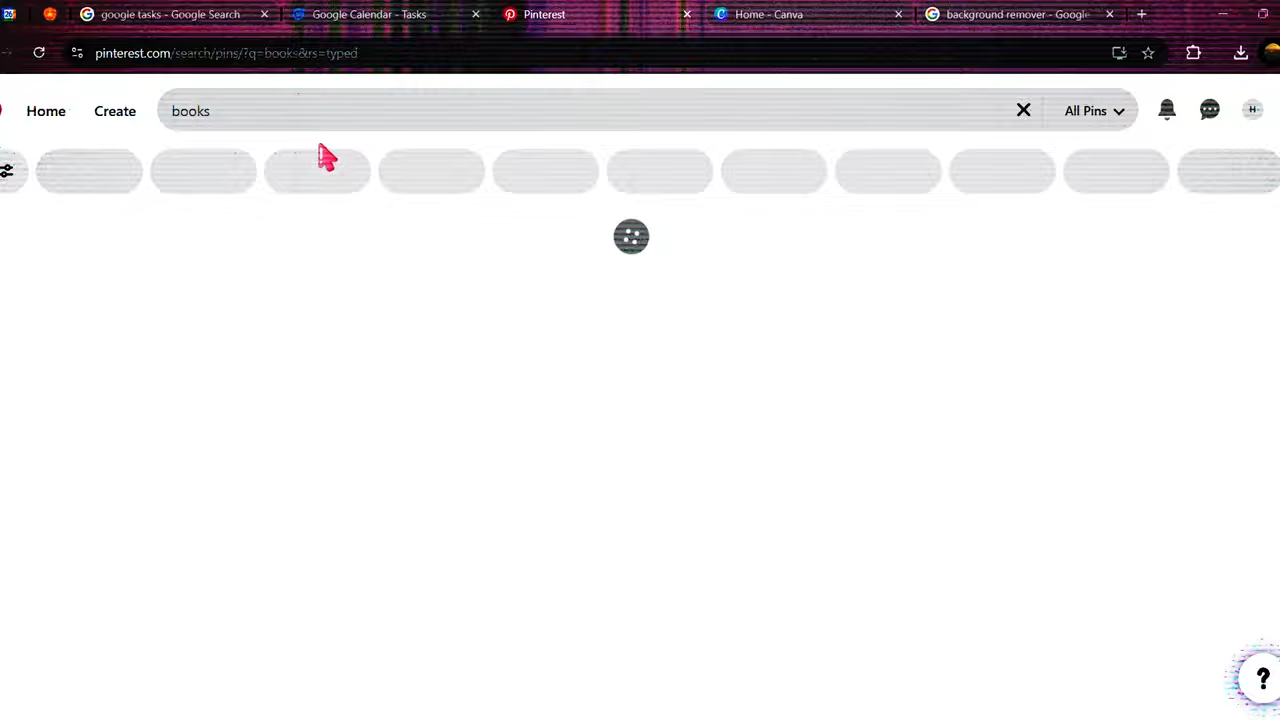 26 google tasks - Google Search Google Calendar - Tasks Pinterest Home - Canva background remover - Google
pinterest.com/search/pins/?q=books&rs=typed
Home Create books All Pins H
?